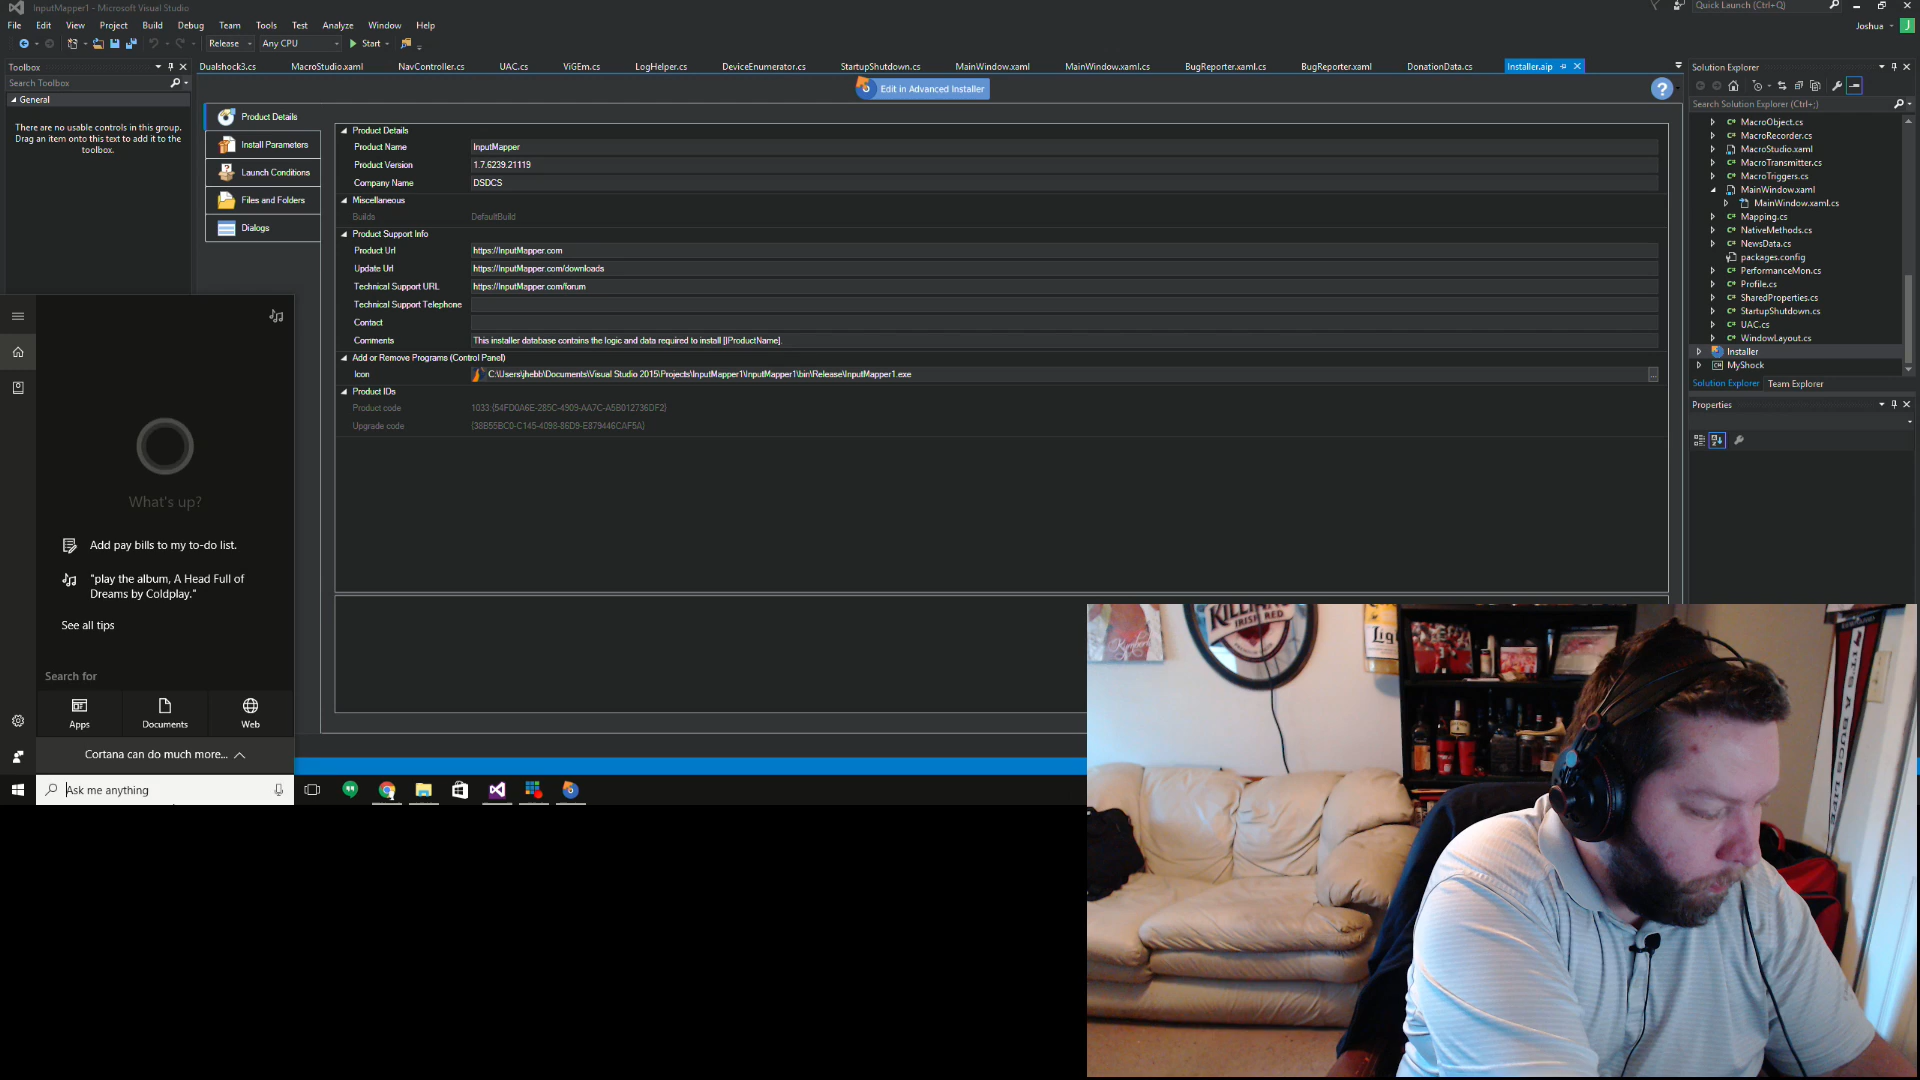 InputMapper1 - Microsoft Visual Studio
Quick Launch (Ctrl+Q)
File Edit View Project Build Debug Team Tools Test Analyze Window Help
Joshua J
Release Any CPU Start
Toolbox
Dualshock3.cs MacroStudio.xaml NavController.cs UAC.cs ViGEm.cs LogHelper.cs DeviceEnumerator.cs StartupShutdown.cs MainWindow.xaml MainWindow.xaml.cs BugReporter.xaml.cs BugReporter.xaml DonationData.cs Installer.aip
Solution Explorer
Search Toolbox
General
There are no usable controls in this group.
Drag an item onto this text to add it to the
toolbox.
Edit in Advanced Installer
Product Details
Install Parameters
Launch Conditions
Files and Folders
Dialogs
Product Details
Product Name InputMapper
Product Version 1.7.6239.21119
Company Name DSDCS
Miscellaneous
Builds DefaultBuild
Product Support Info
Product Url https://InputMapper.com
Update Url https://InputMapper.com/downloads
Technical Support URL https://InputMapper.com/forum
Technical Support Telephone
Contact
Comments This installer database contains the logic and data required to install [|ProductName].
Add or Remove Programs (Control Panel)
Icon C:\Users\jhebb\Documents\Visual Studio 2015\Projects\InputMapper1\InputMapper1\bin\Release\InputMapper1.exe ...
Product IDs
Product code 1033:{54FD0A6E-285C-4909-AA7C-A5B012736DF2}
Upgrade code {38B55BC0-C145-4098-86D9-E879446CAF5A}
Search Solution Explorer (Ctrl+;)
MacroObject.cs
MacroRecorder.cs
MacroStudio.xaml
MacroTransmitter.cs
MacroTriggers.cs
MainWindow.xaml
MainWindow.xaml.cs
Mapping.cs
NativeMethods.cs
NewsData.cs
packages.config
PerformanceMon.cs
Profile.cs
SharedProperties.cs
StartupShutdown.cs
UAC.cs
WindowLayout.cs
Installer
MyShock
Solution Explorer Team Explorer
Properties
What's up?
Add pay bills to my to-do list.
"play the album, A Head Full of
Dreams by Coldplay."
See all tips
Search for
Apps Documents Web
Cortana can do much more...
Ask me anything
KILLIAN
IRISH RED
IT'S A BUCS LIFE